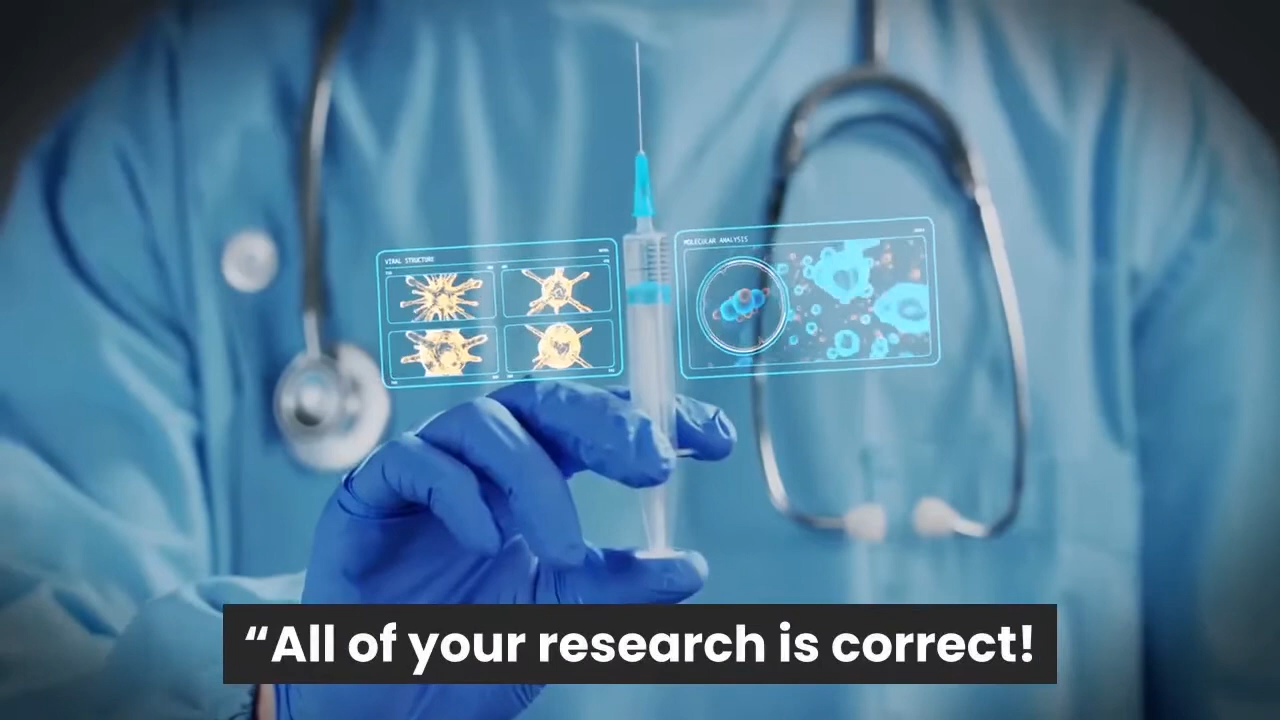 VIRAL STRUCTURE
MOLECULAR ANALYSIS
“All of your research is correct!